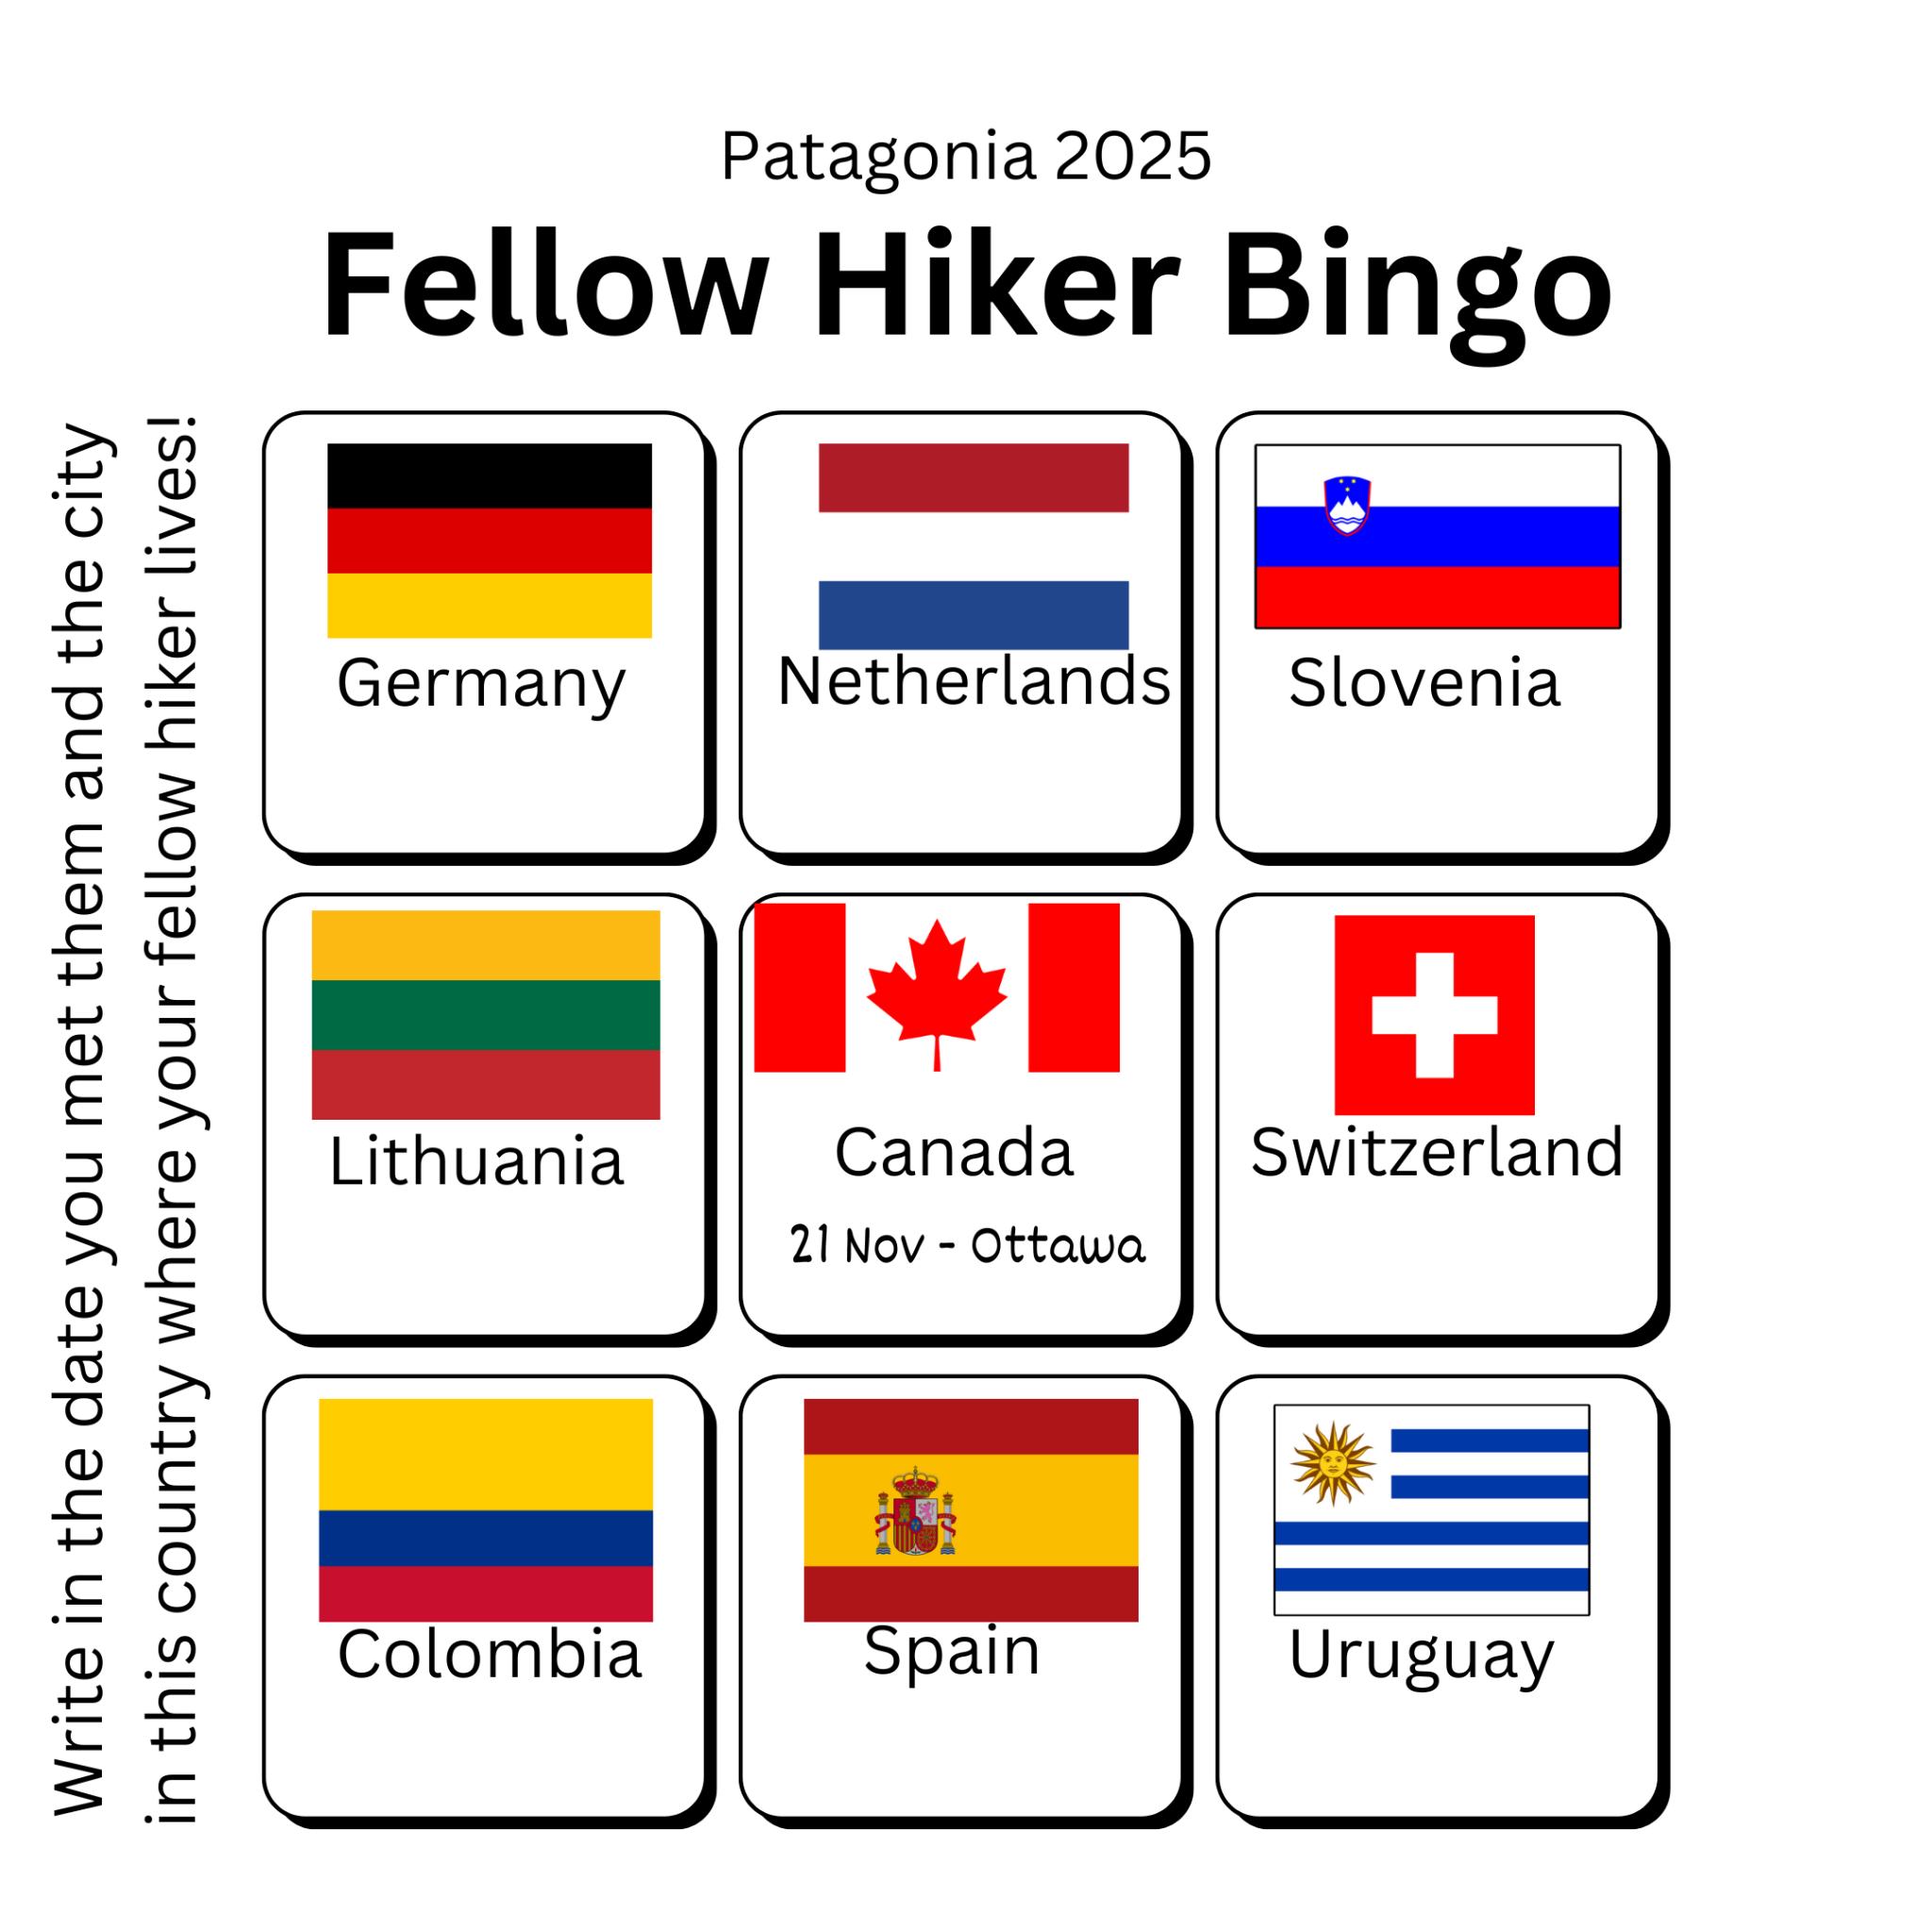 Patagonia 2025
Fellow Hiker Bingo
Write in the date you met them and the city
in this country where your fellow hiker lives!
Germany
Netherlands
Slovenia
Lithuania
Canada
21 Nov - Ottawa
Switzerland
Colombia
Spain
Uruguay